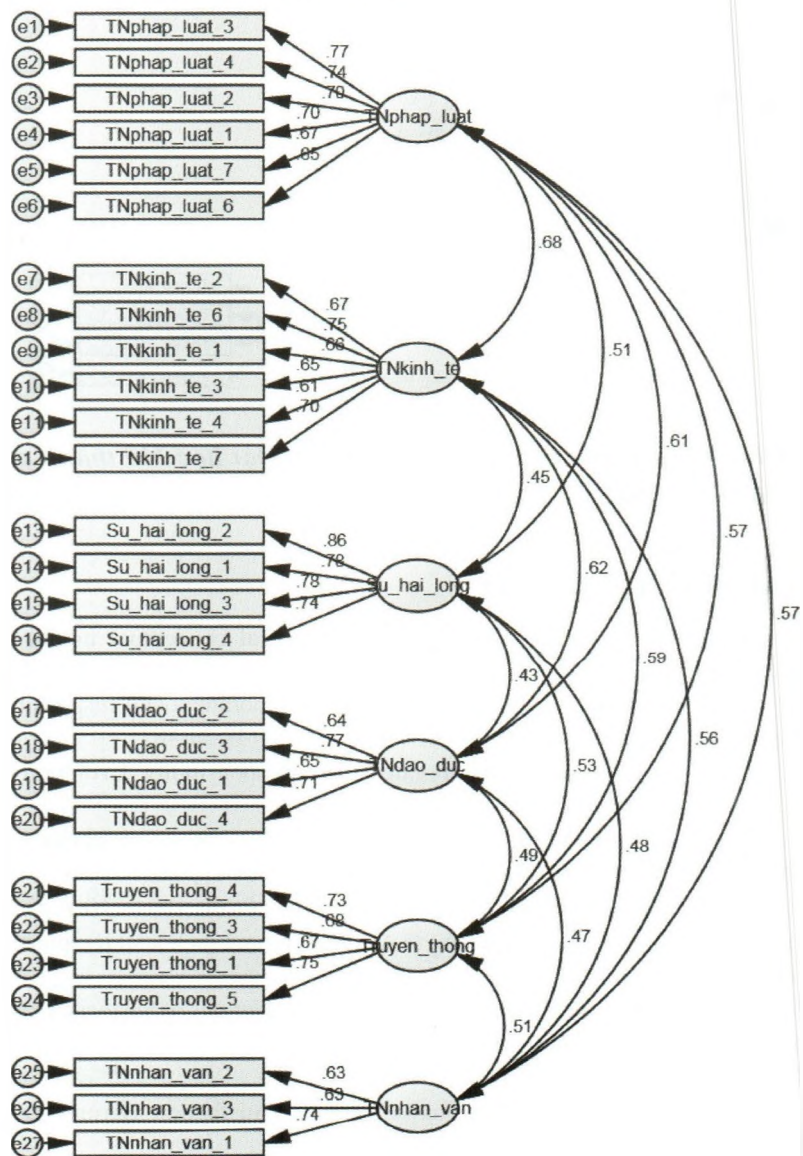 e1 TNphap_luat_3
.77
e2 TNphap_luat_4
.74
e3 TNphap_luat_2
.70
.70
TNphap_luat
e4 TNphap_luat_1
.67
e5 TNphap_luat_7
.65
e6 TNphap_luat_6
.68
e7 TNkinh_te_2
.67
e8 TNkinh_te_6
.75
e9 TNkinh_te_1
.66
.51
.65
TNkinh_te
e10 TNkinh_te_3
.61
e11 TNkinh_te_4
.70
.61
e12 TNkinh_te_7
.45
e13 Su_hai_long_2
.86
.57
e14 Su_hai_long_1
.78
.62
e15 Su_hai_long_3
.78
Su_hai_long
.74
.57
e16 Su_hai_long_4
.59
.43
e17 TNdao_duc_2
.64
.56
e18 TNdao_duc_3
.77
.65
TNdao_duc
.53
e19 TNdao_duc_1
.71
e20 TNdao_duc_4
.48
.49
e21 Truyen_thong_4
.73
e22 Truyen_thong_3
.68
.67
.47
Truyen_thong
e23 Truyen_thong_1
.75
e24 Truyen_thong_5
.51
e25 TNnhan_van_2
.63
e26 TNnhan_van_3
.63
.74
TNnhan_van
e27 TNnhan_van_1